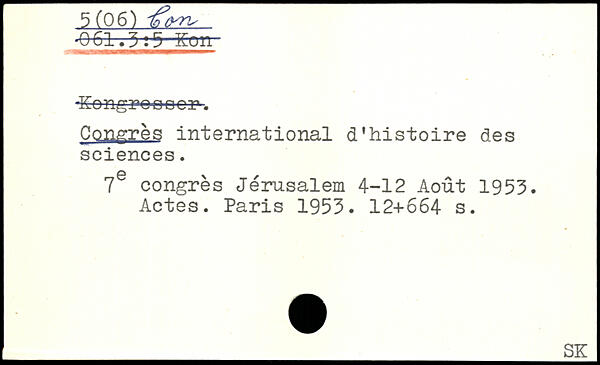 5(06) Con
061.3:5 Kon
Kongresser.
Congrès international d'histoire des
sciences.
7e congrès Jérusalem 4-12 Août 1953.
Actes. Paris 1953. 12+664 s.
SK